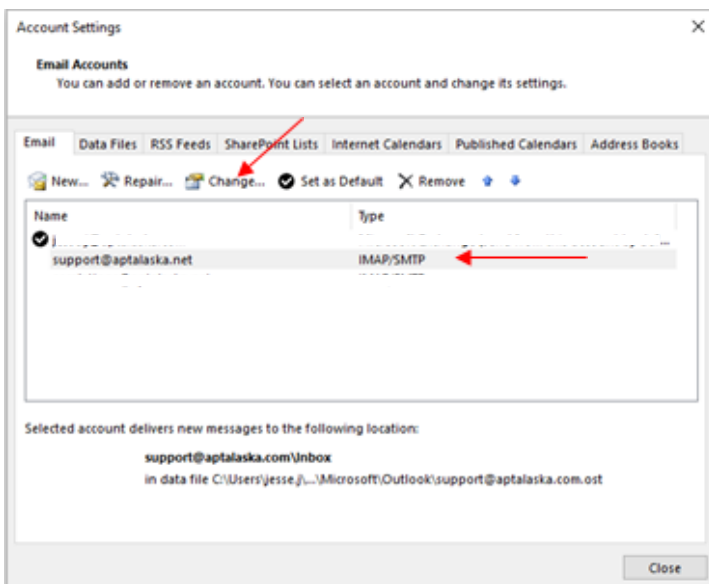 Account Settings
Email Accounts
You can add or remove an account. You can select an account and change its settings.
Email Data Files RSS Feeds SharePoint Lists Internet Calendars Published Calendars Address Books
New... Repair... Change... Set as Default Remove
Name Type
support@aptalaska.net IMAP/SMTP
Selected account delivers new messages to the following location:
support@aptalaska.com\Inbox
in data file C:\Users\jesse.j\...\Microsoft\Outlook\support@aptalaska.com.ost
Close